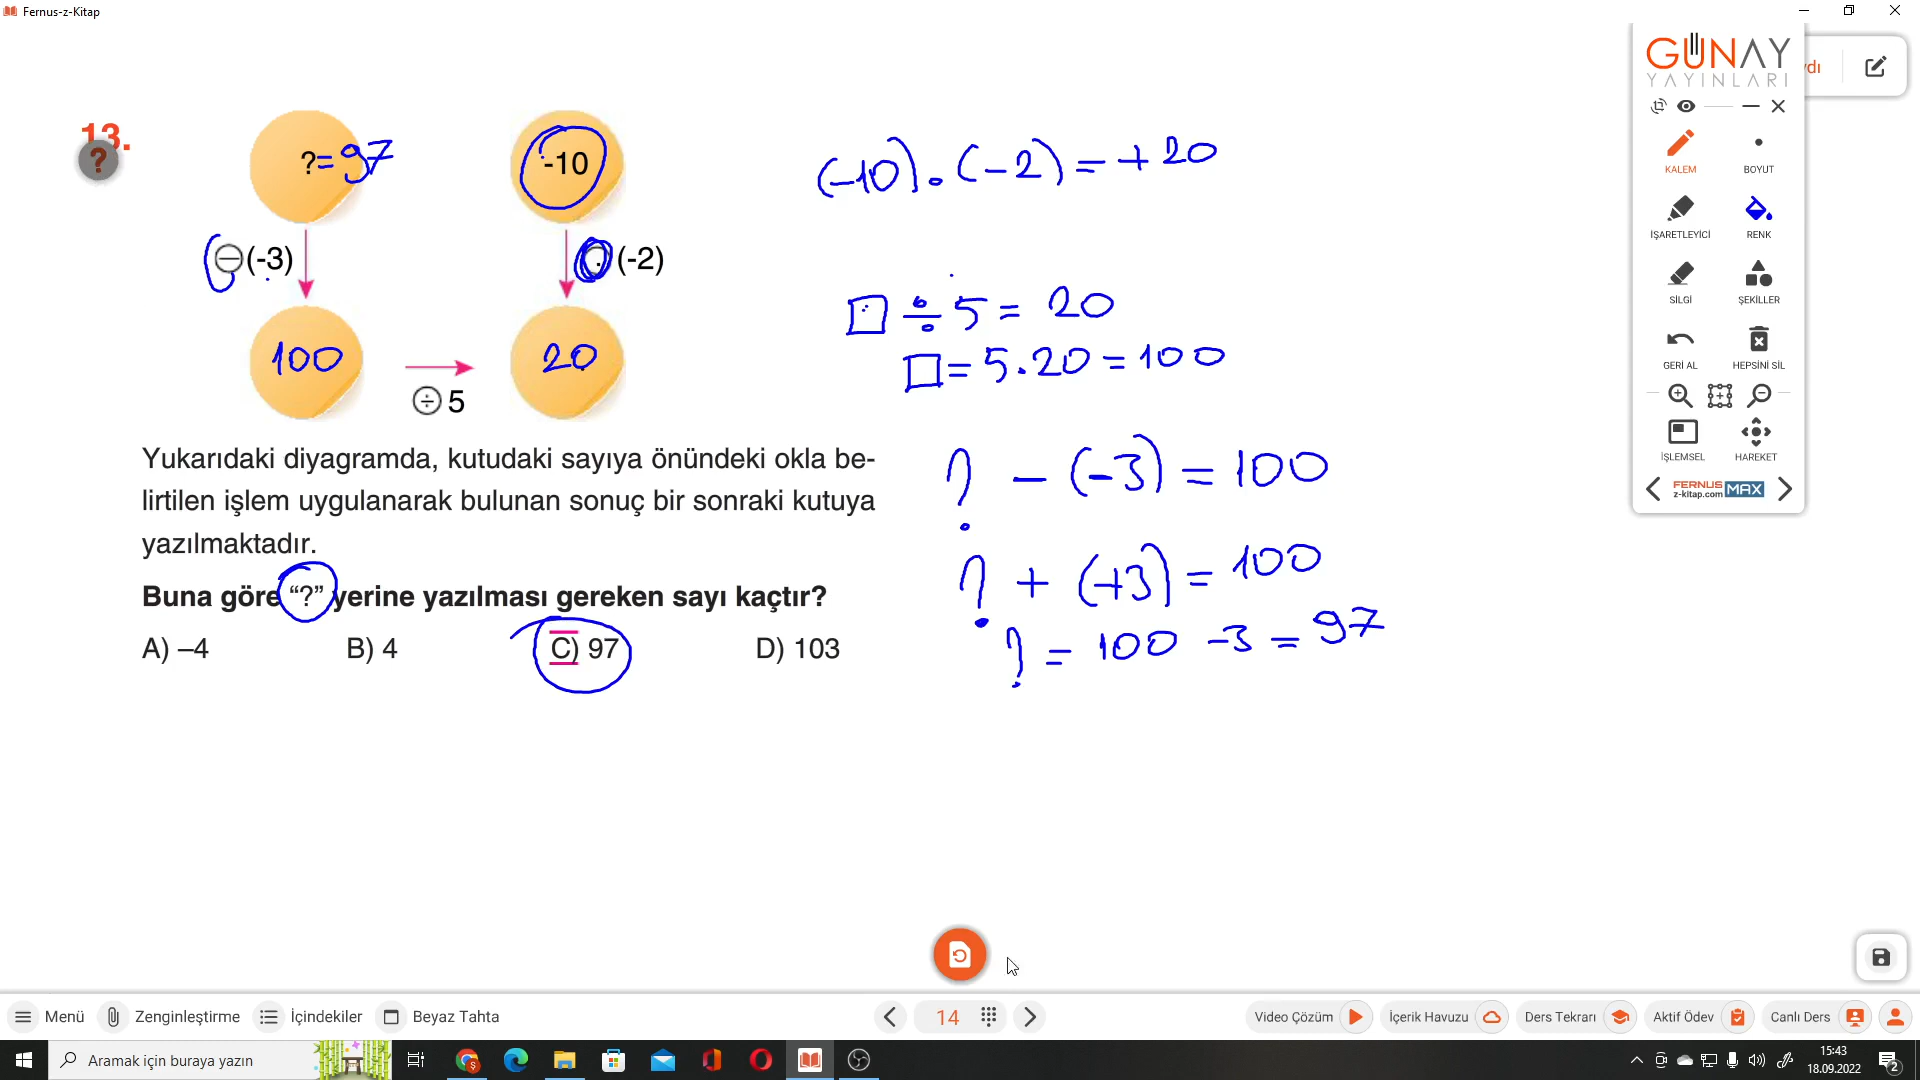 Fernus-z-Kitap
GÜNAY
YAYINLARI
KALEM
BOYUT
İŞARETLEYİCİ
RENK
SİLGİ
ŞEKİLLER
GERİ AL
HEPSİNİ SİL
İŞLEMSEL
HAREKET
FERNUS
z-kitap.com MAX
13.
?
?=97
-10
(-10).(-2)=+20
⊖(-3)
(-2)
□ ÷ 5 = 20
100
20
□ = 5.20 = 100
÷ 5
Yukarıdaki diyagramda, kutudaki sayıya önündeki okla be-
lirtilen işlem uygulanarak bulunan sonuç bir sonraki kutuya
yazılmaktadır.
Buna göre “?” yerine yazılması gereken sayı kaçtır?
A) –4 B) 4 C) 97 D) 103
? - (-3) = 100
? + (+3) = 100
? = 100 -3 = 97
Menü Zenginleştirme İçindekiler Beyaz Tahta 14 Video Çözüm İçerik Havuzu Ders Tekrarı Aktif Ödev Canlı Ders
Aramak için buraya yazın
15:43
18.09.2022
2